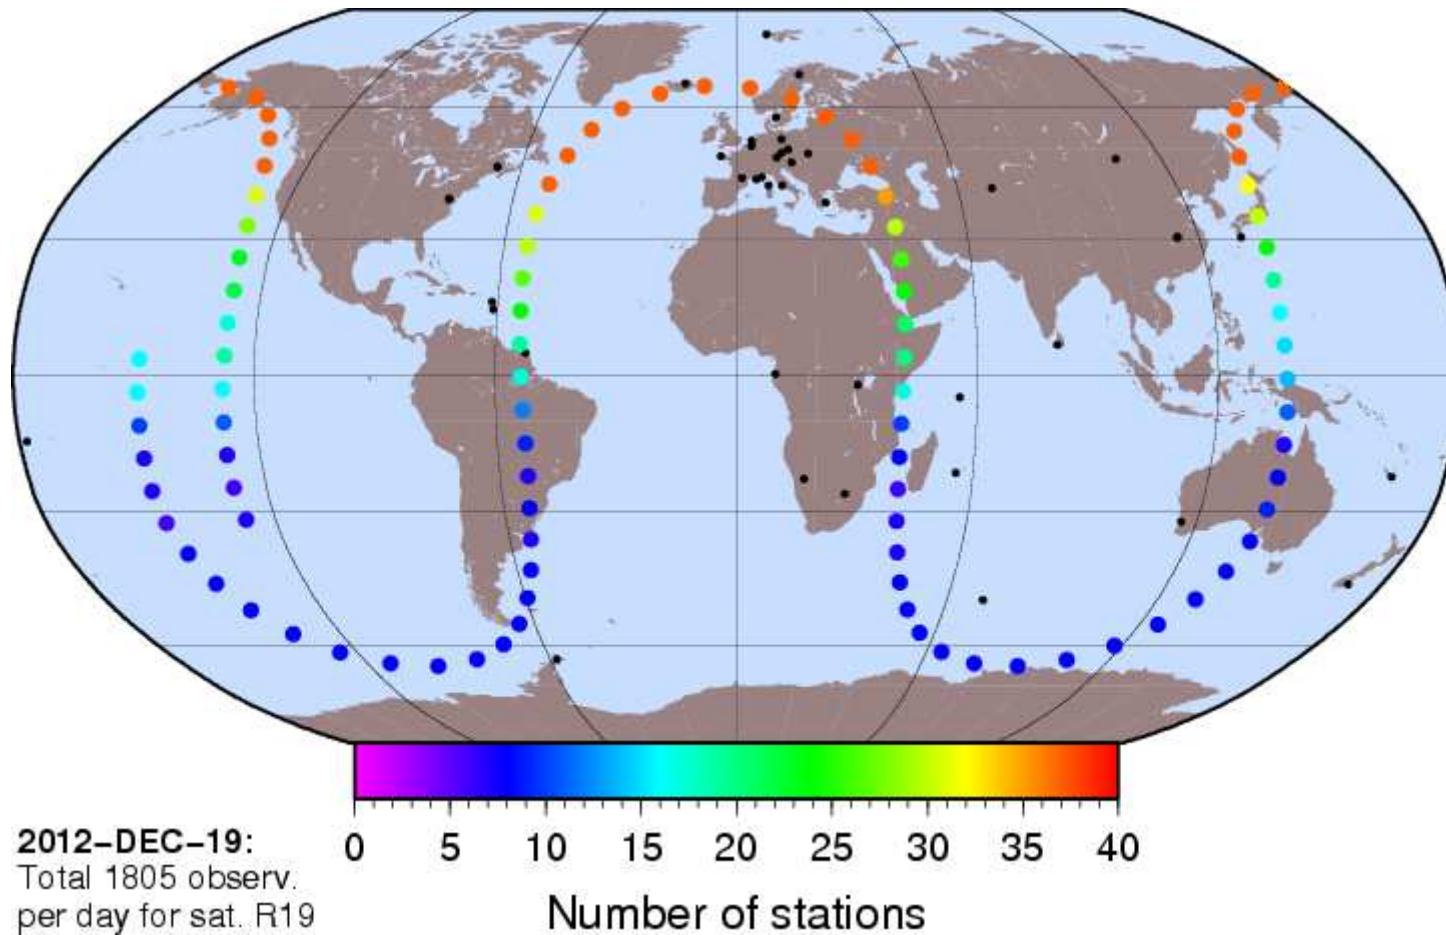 0 5 10 15 20 25 30 35 40
Number of stations
2012–DEC–19:
Total 1805 observ.
per day for sat. R19